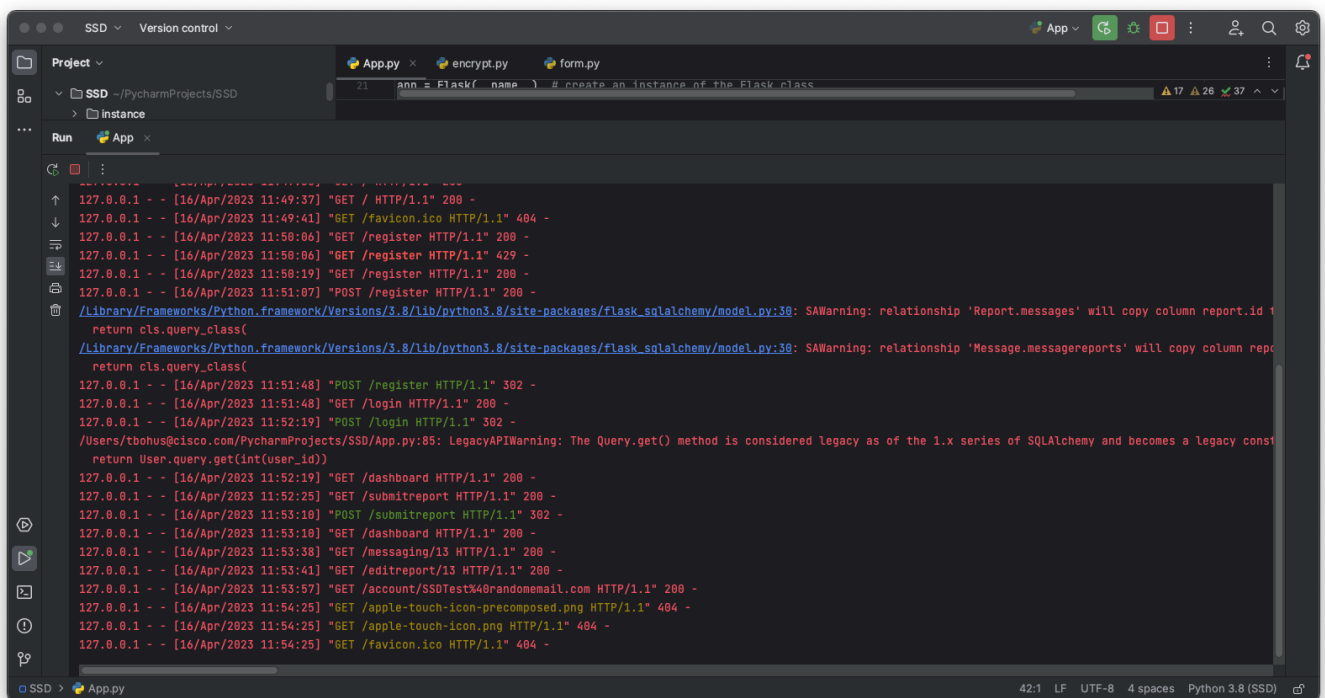 SSD Version control App
Project App.py encrypt.py form.py
21 app = Flask(__name__) # create an instance of the Flask class
17 26 37
SSD ~/PycharmProjects/SSD
instance
Run App
127.0.0.1 - - [16/Apr/2023 11:49:37] "GET / HTTP/1.1" 200 -
127.0.0.1 - - [16/Apr/2023 11:49:41] "GET /favicon.ico HTTP/1.1" 404 -
127.0.0.1 - - [16/Apr/2023 11:50:06] "GET /register HTTP/1.1" 200 -
127.0.0.1 - - [16/Apr/2023 11:50:06] "GET /register HTTP/1.1" 429 -
127.0.0.1 - - [16/Apr/2023 11:50:19] "GET /register HTTP/1.1" 200 -
127.0.0.1 - - [16/Apr/2023 11:51:07] "POST /register HTTP/1.1" 200 -
/Library/Frameworks/Python.framework/Versions/3.8/lib/python3.8/site-packages/flask_sqlalchemy/model.py:30: SAWarning: relationship 'Report.messages' will copy column report.id t
return cls.query_class(
/Library/Frameworks/Python.framework/Versions/3.8/lib/python3.8/site-packages/flask_sqlalchemy/model.py:30: SAWarning: relationship 'Message.messagereports' will copy column repo
return cls.query_class(
127.0.0.1 - - [16/Apr/2023 11:51:48] "POST /register HTTP/1.1" 302 -
127.0.0.1 - - [16/Apr/2023 11:51:48] "GET /login HTTP/1.1" 200 -
127.0.0.1 - - [16/Apr/2023 11:52:19] "POST /login HTTP/1.1" 302 -
/Users/tbohus@cisco.com/PycharmProjects/SSD/App.py:85: LegacyAPIWarning: The Query.get() method is considered legacy as of the 1.x series of SQLAlchemy and becomes a legacy const
return User.query.get(int(user_id))
127.0.0.1 - - [16/Apr/2023 11:52:19] "GET /dashboard HTTP/1.1" 200 -
127.0.0.1 - - [16/Apr/2023 11:52:25] "GET /submitreport HTTP/1.1" 200 -
127.0.0.1 - - [16/Apr/2023 11:53:10] "POST /submitreport HTTP/1.1" 302 -
127.0.0.1 - - [16/Apr/2023 11:53:10] "GET /dashboard HTTP/1.1" 200 -
127.0.0.1 - - [16/Apr/2023 11:53:38] "GET /messaging/13 HTTP/1.1" 200 -
127.0.0.1 - - [16/Apr/2023 11:53:41] "GET /editreport/13 HTTP/1.1" 200 -
127.0.0.1 - - [16/Apr/2023 11:53:57] "GET /account/SSDTest%40randomemail.com HTTP/1.1" 200 -
127.0.0.1 - - [16/Apr/2023 11:54:25] "GET /apple-touch-icon-precomposed.png HTTP/1.1" 404 -
127.0.0.1 - - [16/Apr/2023 11:54:25] "GET /apple-touch-icon.png HTTP/1.1" 404 -
127.0.0.1 - - [16/Apr/2023 11:54:25] "GET /favicon.ico HTTP/1.1" 404 -
SSD > App.py 42:1 LF UTF-8 4 spaces Python 3.8 (SSD)